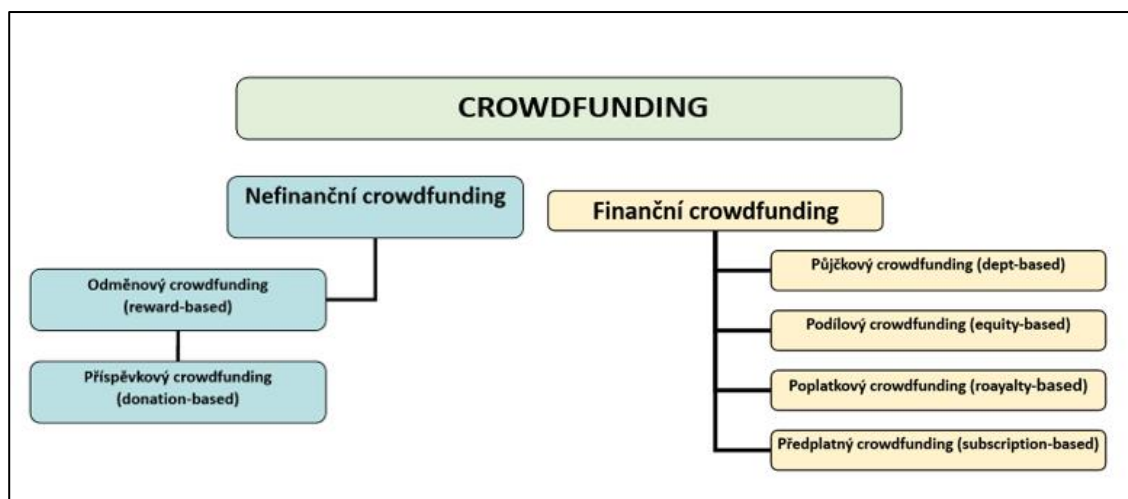 CROWDFUNDING
Nefinanční crowdfunding
Odměnový crowdfunding
(reward-based)
Příspěvkový crowdfunding
(donation-based)
Finanční crowdfunding
Půjčkový crowdfunding (dept-based)
Podílový crowdfunding (equity-based)
Poplatkový crowdfunding (roayalty-based)
Předplatný crowdfunding (subscription-based)